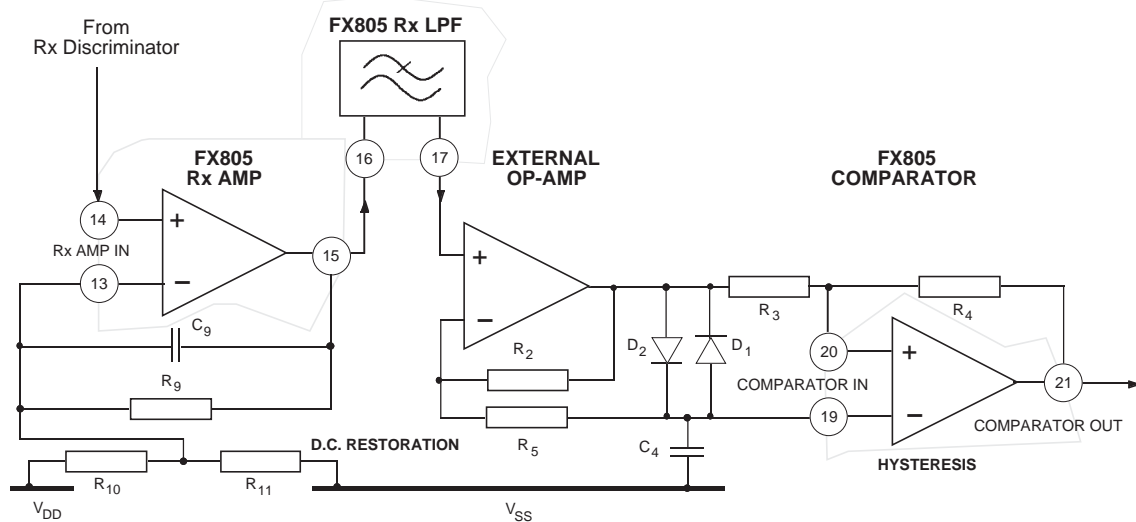 From
Rx Discriminator
FX805 Rx LPF
16
17
FX805
Rx AMP
EXTERNAL
OP-AMP
FX805
COMPARATOR
14
+
Rx AMP IN
15
13
−
+
−
C9
R9
R2
R5
D2
D1
R3
R4
20
+
COMPARATOR IN
21
19
−
COMPARATOR OUT
D.C. RESTORATION
C4
HYSTERESIS
R10
R11
VDD
VSS